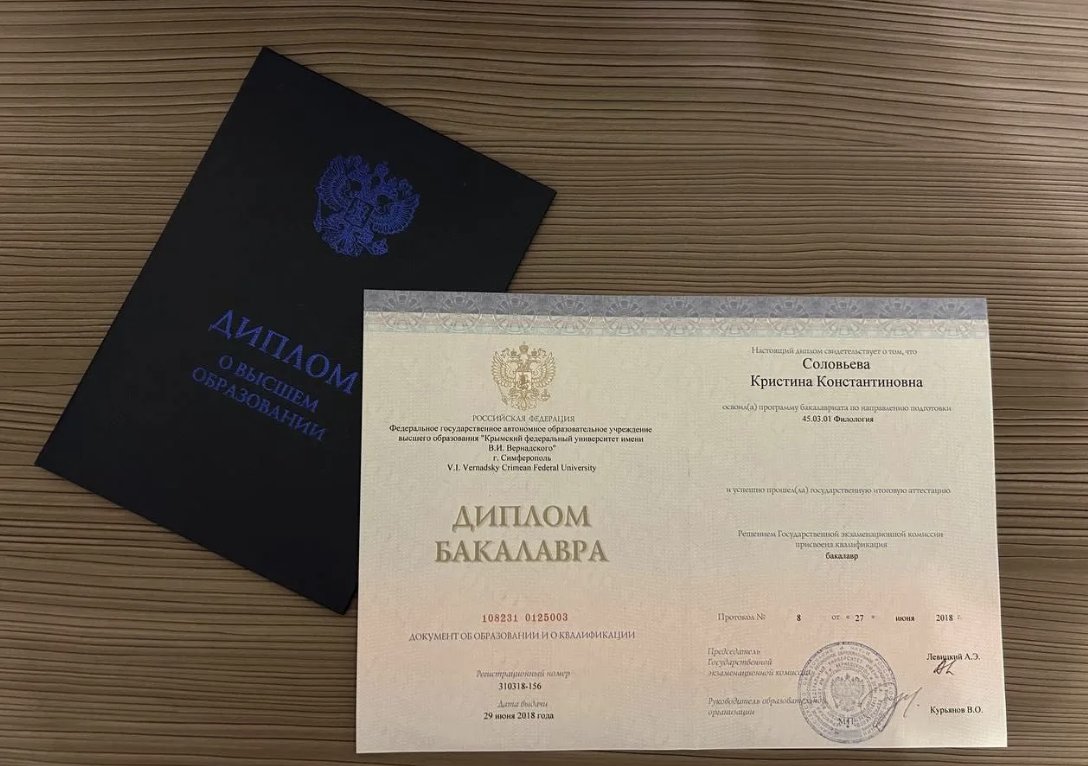 ДИПЛОМ
О ВЫСШЕМ
ОБРАЗОВАНИИ
РОССИЙСКАЯ ФЕДЕРАЦИЯ
Федеральное государственное автономное образовательное учреждение
высшего образования "Крымский федеральный университет имени
В.И. Вернадского"
г. Симферополь
V.I. Vernadsky Crimean Federal University
ДИПЛОМ
БАКАЛАВРА
108231 0125003
ДОКУМЕНТ ОБ ОБРАЗОВАНИИ И О КВАЛИФИКАЦИИ
Регистрационный номер
310318-156
Дата выдачи
29 июня 2018 года
Настоящий диплом свидетельствует о том, что
Соловьева
Кристина Константиновна
освоил(а) программу бакалавриата по направлению подготовки
45.03.01 Филология
и успешно прошел(ла) государственную итоговую аттестацию
Решением Государственной экзаменационной комиссии
присвоена квалификация
бакалавр
Протокол № 8 от « 27 » июня 2018 г.
Председатель
Государственной
экзаменационной комиссии
Левицкий А.Э.
Руководитель образовательной
организации
Курьянов В.О.
М.П.